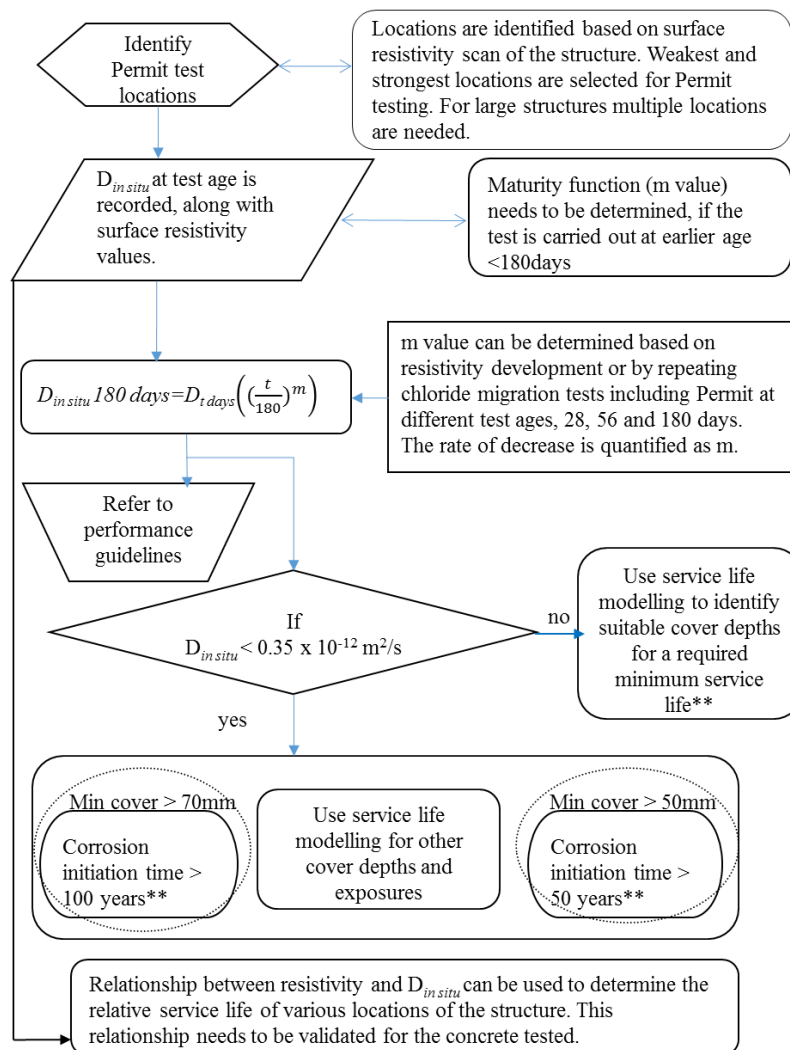 Identify
Permit test
locations
Locations are identified based on surface
resistivity scan of the structure. Weakest and
strongest locations are selected for Permit
testing. For large structures multiple locations
are needed.
D in situ at test age is
recorded, along with
surface resistivity
values.
Maturity function (m value)
needs to be determined, if the
test is carried out at earlier age
<180days
D in situ 180 days=D t days((t/180)^m)
m value can be determined based on
resistivity development or by repeating
chloride migration tests including Permit at
different test ages, 28, 56 and 180 days.
The rate of decrease is quantified as m.
Refer to
performance
guidelines
If
D in situ < 0.35 x 10-12 m2/s
no
Use service life
modelling to identify
suitable cover depths
for a required
minimum service
life**
yes
Min cover > 70mm
Corrosion
initiation time >
100 years**
Use service life
modelling for other
cover depths and
exposures
Min cover > 50mm
Corrosion
initiation time >
50 years**
Relationship between resistivity and D in situ can be used to determine the
relative service life of various locations of the structure. This
relationship needs to be validated for the concrete tested.